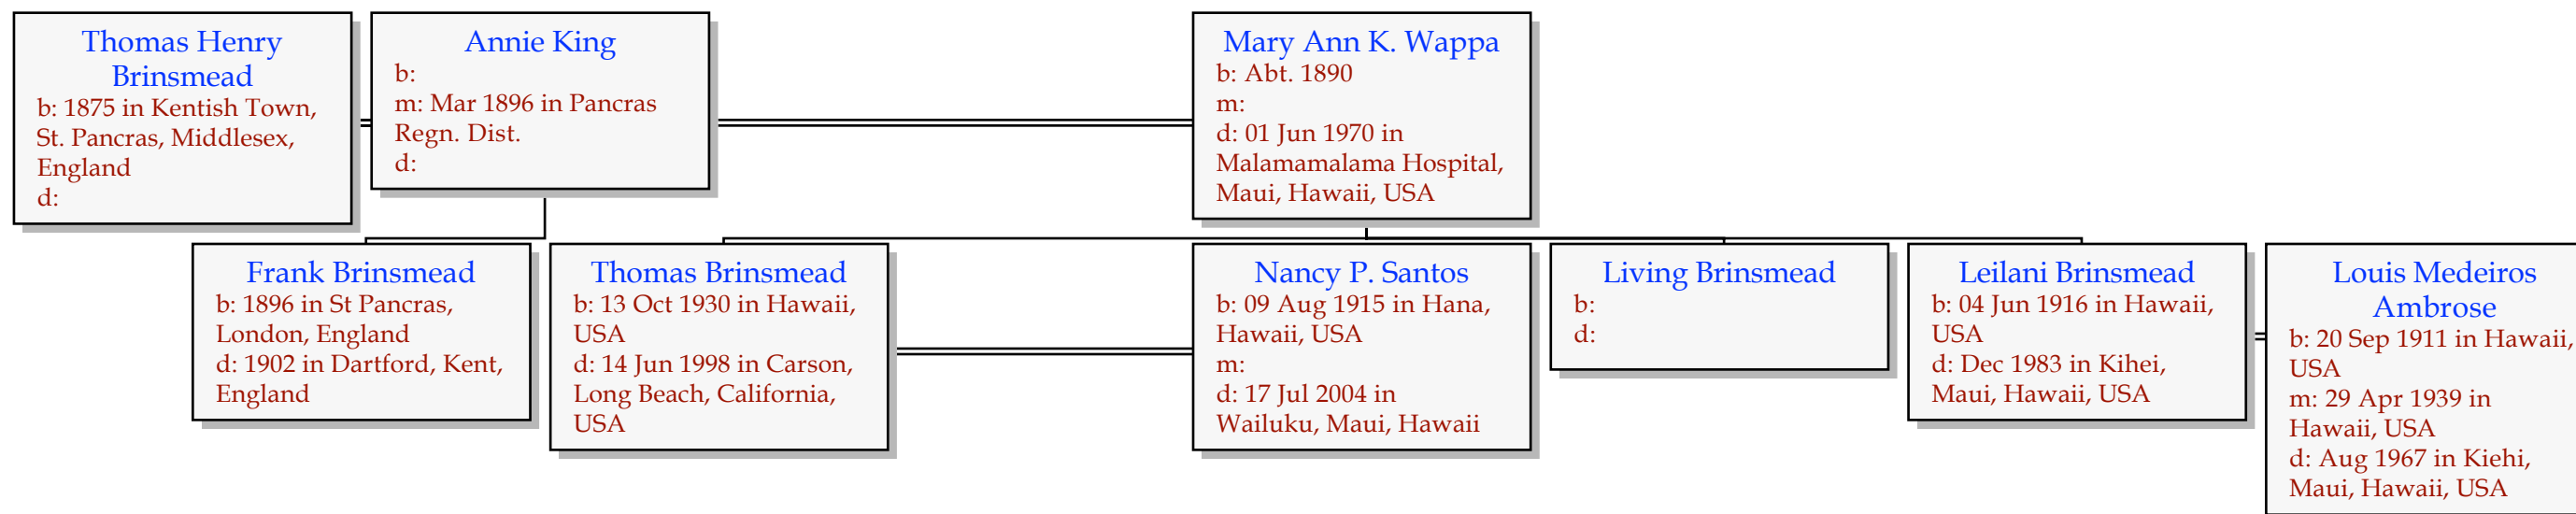 Thomas Henry
Brinsmead
b: 1875 in Kentish Town,
St. Pancras, Middlesex,
England
d:
Annie King
b:
m: Mar 1896 in Pancras
Regn. Dist.
d:
Mary Ann K. Wappa
b: Abt. 1890
m:
d: 01 Jun 1970 in
Malamamalama Hospital,
Maui, Hawaii, USA
Frank Brinsmead
b: 1896 in St Pancras,
London, England
d: 1902 in Dartford, Kent,
England
Thomas Brinsmead
b: 13 Oct 1930 in Hawaii,
USA
d: 14 Jun 1998 in Carson,
Long Beach, California,
USA
Nancy P. Santos
b: 09 Aug 1915 in Hana,
Hawaii, USA
m:
d: 17 Jul 2004 in
Wailuku, Maui, Hawaii
Living Brinsmead
b:
d:
Leilani Brinsmead
b: 04 Jun 1916 in Hawaii,
USA
d: Dec 1983 in Kihei,
Maui, Hawaii, USA
Louis Medeiros
Ambrose
b: 20 Sep 1911 in Hawaii,
USA
m: 29 Apr 1939 in
Hawaii, USA
d: Aug 1967 in Kiehi,
Maui, Hawaii, USA